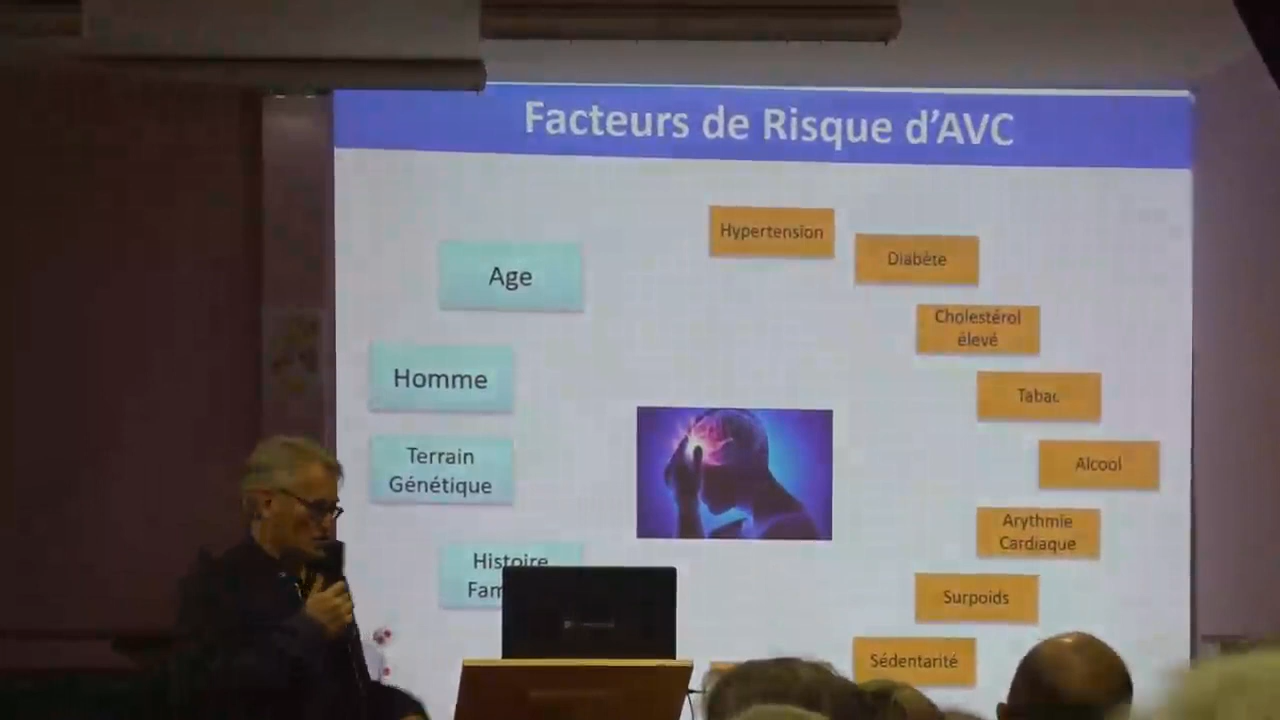 Facteurs de Risque d'AVC
Hypertension
Diabète
Age
Cholestérol
élevé
Homme
Tabac
Terrain
Génétique
Alcool
Arythmie
Cardiaque
Histoire
Surpoids
Sédentarité